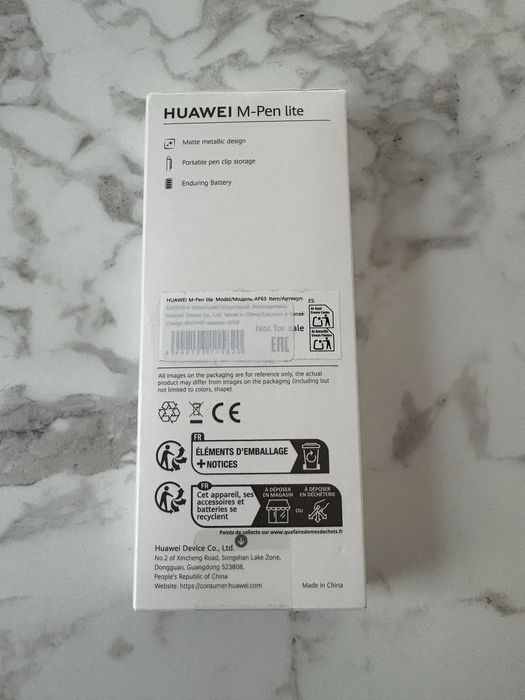 HUAWEI M-Pen lite
Matte metallic design
Portable pen clip storage
Enduring Battery
HUAWEI M-Pen lite Model/Модель: AF63 Item/Артикул:
ES:
Huawei Device Co., Ltd. Made in China/Сделано в Китае
Not for sale
EAC
All images on the packaging are for reference only, the actual
product may differ from images on the packaging (including but
not limited to colors, shape).
CE
FR
ÉLÉMENTS D'EMBALLAGE
+ NOTICES
FR
Cet appareil, ses
accessoires et
batteries se
recyclent
À DÉPOSER
EN MAGASIN
OU
À DÉPOSER
EN DÉCHÈTERIE
Points de collecte sur www.quefairedemesdechets.fr
Huawei Device Co., Ltd.
No.2 of Xincheng Road, Songshan Lake Zone,
Dongguan, Guangdong 523808,
People's Republic of China
Website: https://consumer.huawei.com
Made in China